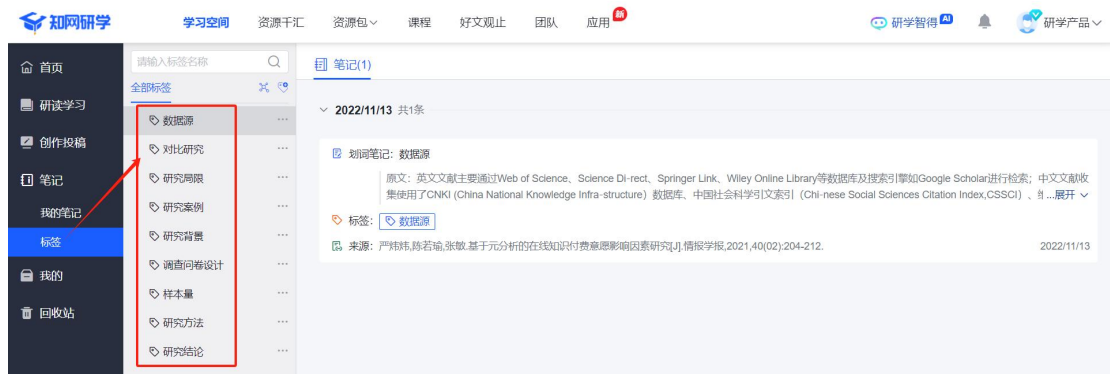 知网研学
学习空间 资源千汇 资源包 课程 好文观止 团队 应用 新
研学智得 AI 研学产品
首页
研读学习
创作投稿
笔记
我的笔记
标签
我的
回收站
请输入标签名称
全部标签
数据源
对比研究
研究局限
研究案例
研究背景
调查问卷设计
样本量
研究方法
研究结论
笔记(1)
2022/11/13 共1条
划词笔记：数据源
原文：英文文献主要通过Web of Science、Science Di-rect、Springer Link、Wiley Online Library等数据库及搜索引擎如Google Scholar进行检索；中文文献收
集使用了CNKI (China National Knowledge Infra-structure）数据库、中国社会科学引文索引（Chi-nese Social Sciences Citation Index,CSSCI）、 ...展开
标签： 数据源
来源：严炜炜,陈若瑜,张敏.基于元分析的在线知识付费意愿影响因素研究[J].情报学报,2021,40(02):204-212. 2022/11/13